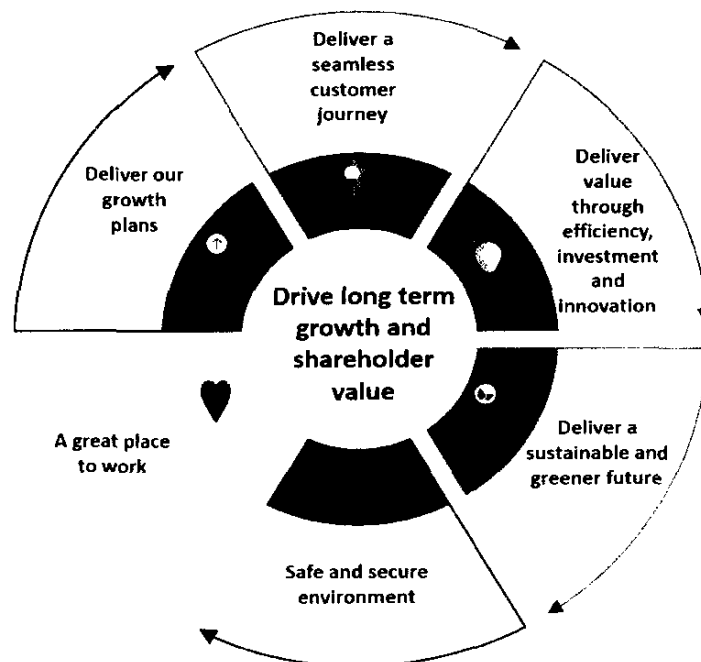 Deliver a
seamless
customer
journey
Deliver
value
through
efficiency,
investment
and
innovation
Deliver a
sustainable and
greener future
Safe and secure
environment
A great place
to work
Deliver our
growth
plans
Drive long term
growth and
shareholder
value